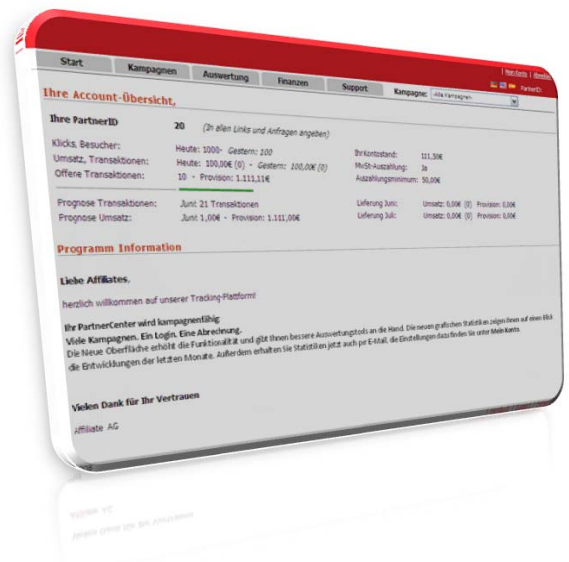 | Mein Konto | Abmelden
Start Kampagnen Auswertung Finanzen Support Kampagne: -Alle Kampagnen- PartnerID:
Ihre Account-Übersicht,
Ihre PartnerID 20 (In allen Links und Anfragen angeben)
Klicks, Besucher: Heute: 1000- Gestern: 100 Ihr Kontostand: 111,30€
Umsatz, Transaktionen: Heute: 100,00€ (0) - Gestern: 100,00€ (0) MwSt-Auszahlung: Ja
Offene Transaktionen: 10 - Provision: 1.111,11€ Auszahlungsminimum: 50,00€
Prognose Transaktionen: Juni: 21 Transaktionen Lieferung Juni: Umsatz: 0,00€ (0) Provision: 0,00€
Prognose Umsatz: Juni: 1,00€ - Provision: 1.111,00€ Lieferung Juli: Umsatz: 0,00€ (0) Provision: 0,00€
Programm Information
Liebe Affiliates,
herzlich willkommen auf unserer Tracking-Plattform!
Ihr PartnerCenter wird kampagnenfähig:
Viele Kampagnen. Ein Login. Eine Abrechnung.
Die Neue Oberfläche erhöht die Funktionalität und gibt Ihnen bessere Auswertungstools an die Hand. Die neuen grafischen Statistiken zeigen Ihnen auf einen Blick
die Entwicklungen der letzten Monate. Außerdem erhalten Sie Statistiken jetzt auch per E-Mail, die Einstellungen dazu finden Sie unter Mein Konto.
Vielen Dank für Ihr Vertrauen
Affiliate AG